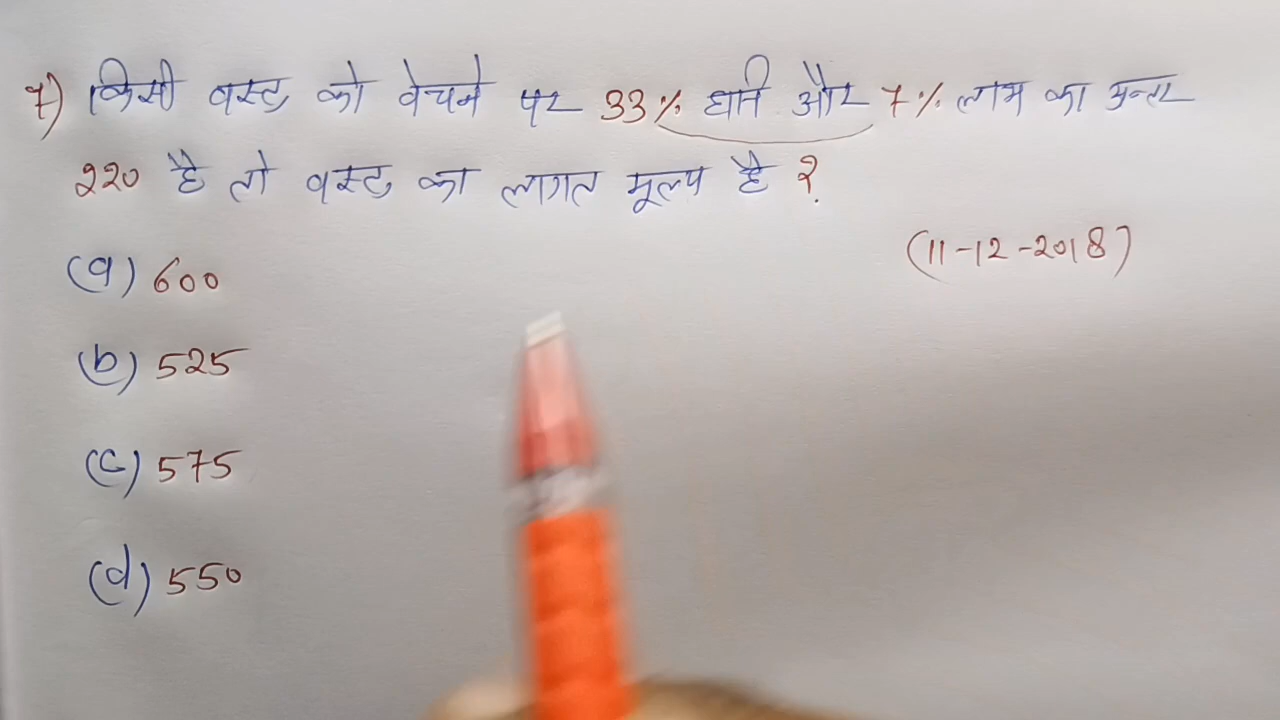 7) किसी वस्तु को बेचने पर 33% हानि और 7% लाभ का अन्तर
220 है तो वस्तु का लागत मूल्य है ?
(11-12-2018)
(a) 600
(b) 525
(c) 575
(d) 550